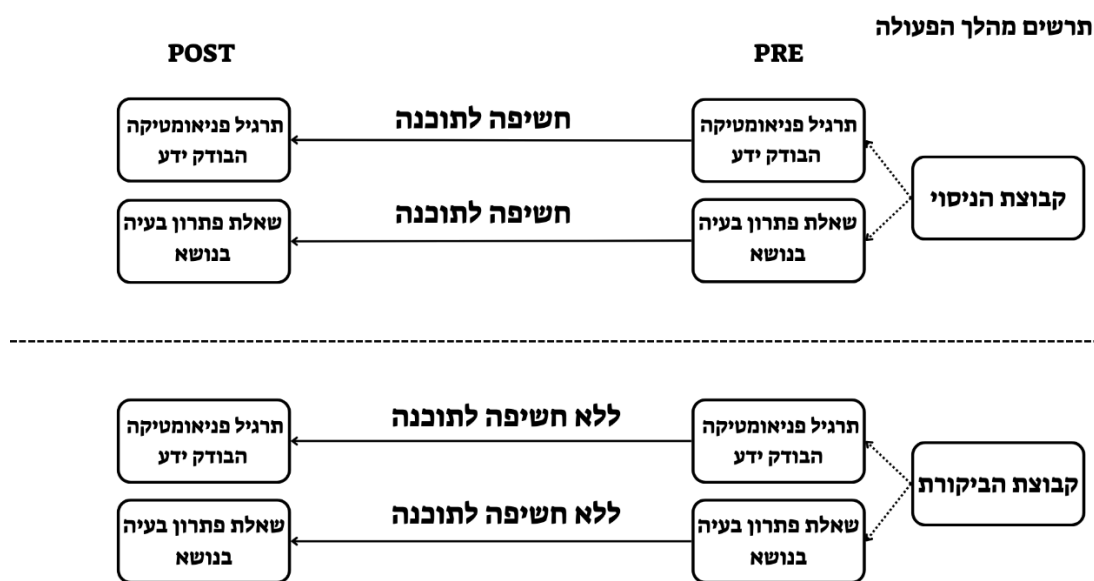 תרשים מהלך הפעולה
PRE
POST
קבוצת הניסוי
תרגיל פניאומטיקה
הבודק ידע
חשיפה לתוכנה
תרגיל פניאומטיקה
הבודק ידע
שאלת פתרון בעיה
בנושא
חשיפה לתוכנה
שאלת פתרון בעיה
בנושא
קבוצת הביקורת
תרגיל פניאומטיקה
הבודק ידע
ללא חשיפה לתוכנה
תרגיל פניאומטיקה
הבודק ידע
שאלת פתרון בעיה
בנושא
ללא חשיפה לתוכנה
שאלת פתרון בעיה
בנושא